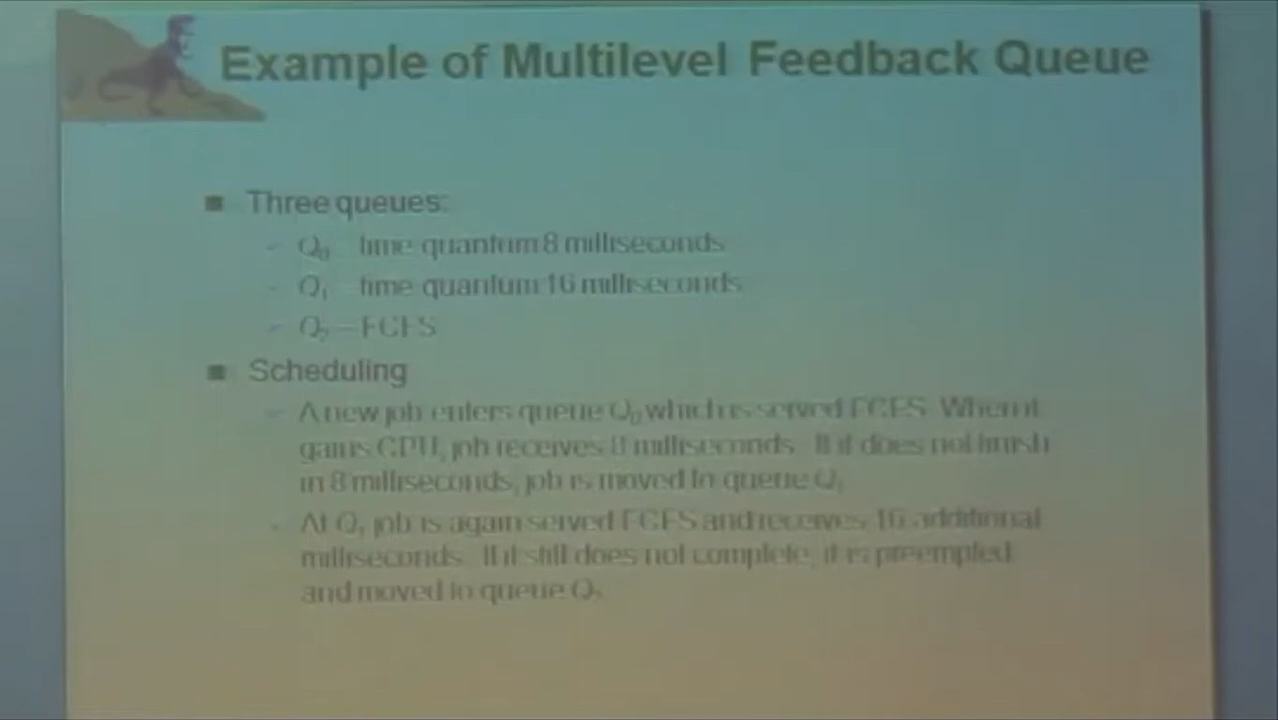 Example of Multilevel Feedback Queue
■ Three queues:
– Q0 – time quantum 8 milliseconds
– Q1 – time quantum 16 milliseconds
– Q2 – FCFS
■ Scheduling
– A new job enters queue Q0 which is served FCFS. When it
gains CPU, job receives 8 milliseconds. If it does not finish
in 8 milliseconds, job is moved to queue Q1.
– At Q1 job is again served FCFS and receives 16 additional
milliseconds. If it still does not complete, it is preempted
and moved to queue Q2.